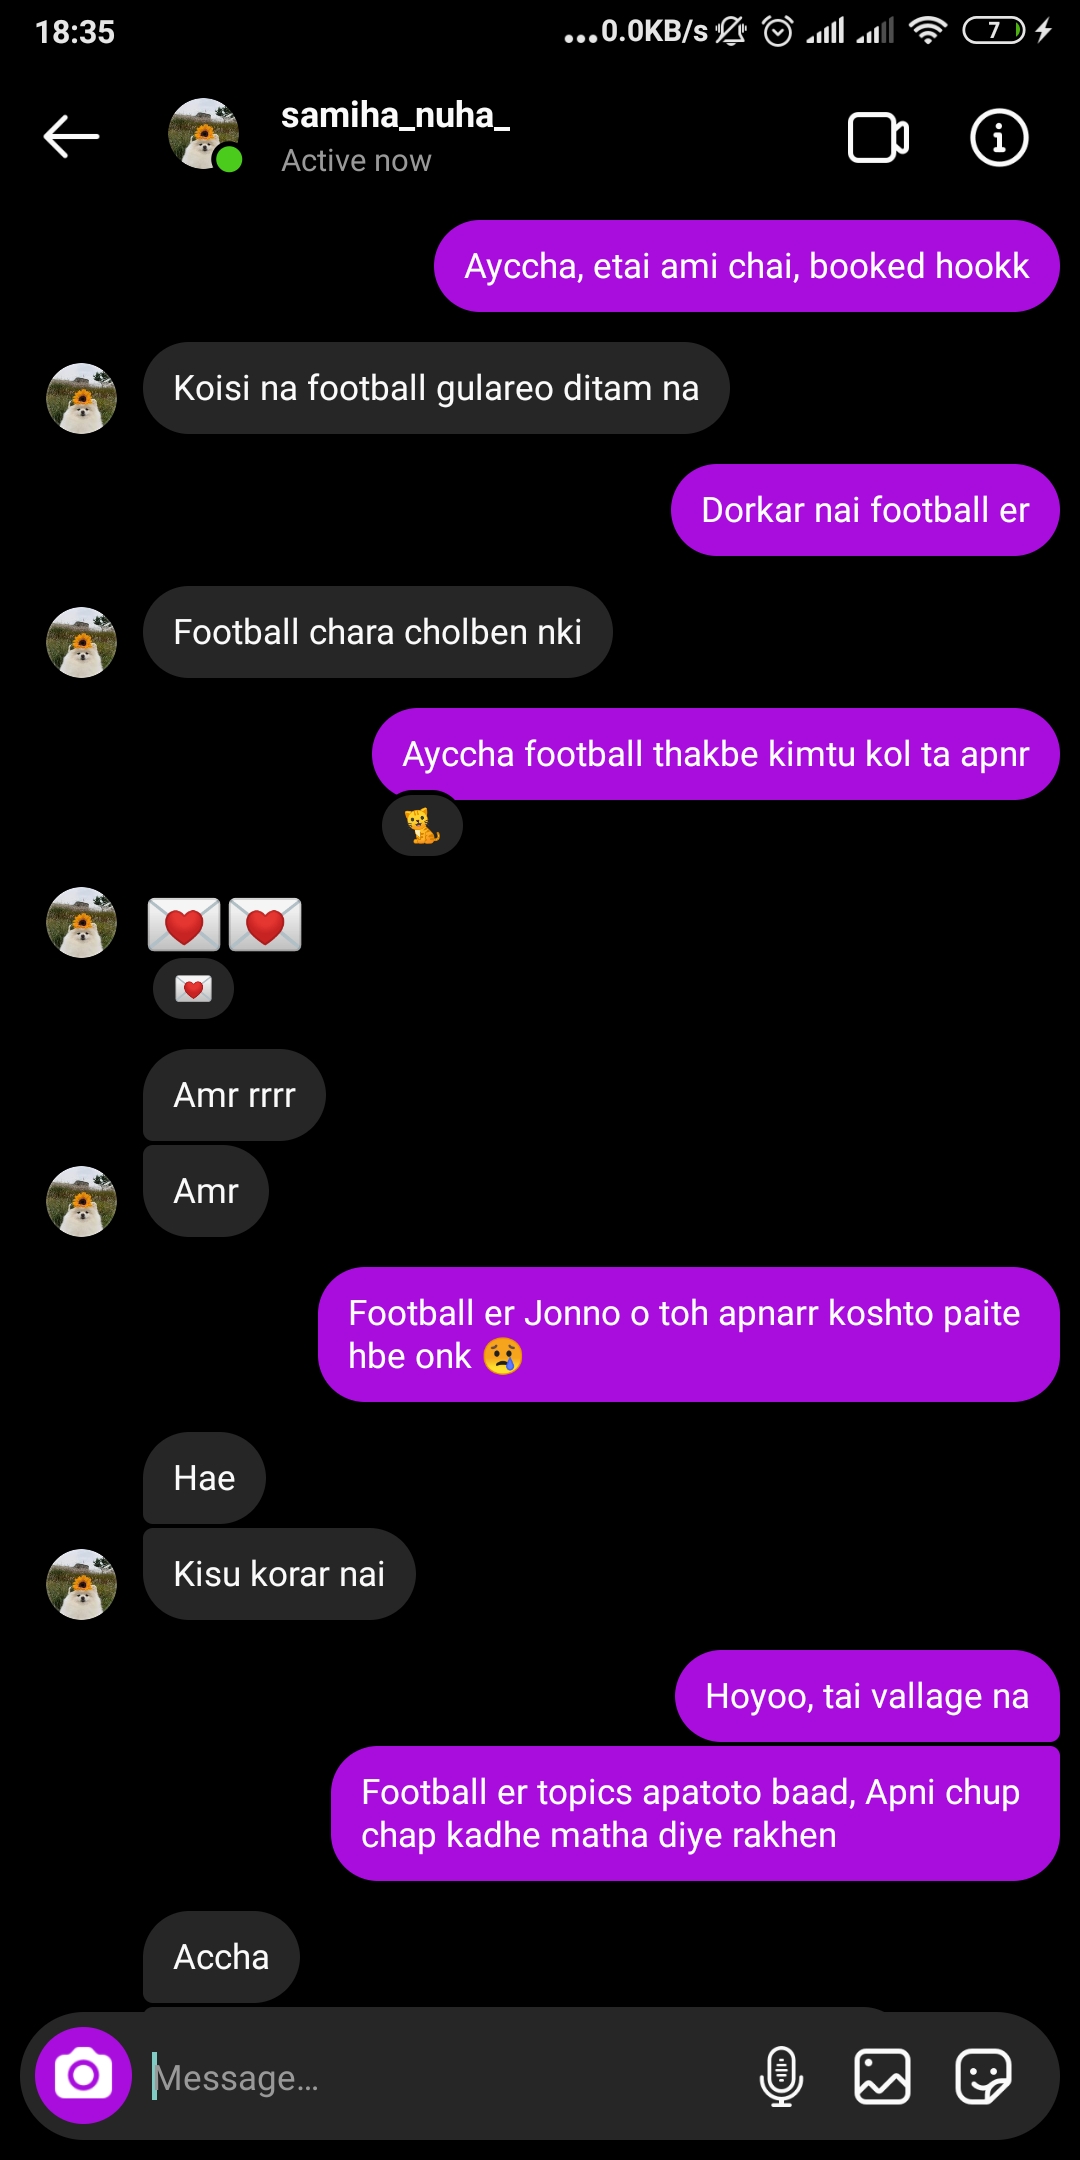 18:35
...0.0KB/s
7
samiha_nuha_
Active now
Ayccha, etai ami chai, booked hookk
Koisi na football gulareo ditam na
Dorkar nai football er
Football chara cholben nki
Ayccha football thakbe kimtu kol ta apnr
Amr rrrr
Amr
Football er Jonno o toh apnarr koshto paite
hbe onk 😢
Hae
Kisu korar nai
Hoyoo, tai vallage na
Football er topics apatoto baad, Apni chup
chap kadhe matha diye rakhen
Accha
Message...